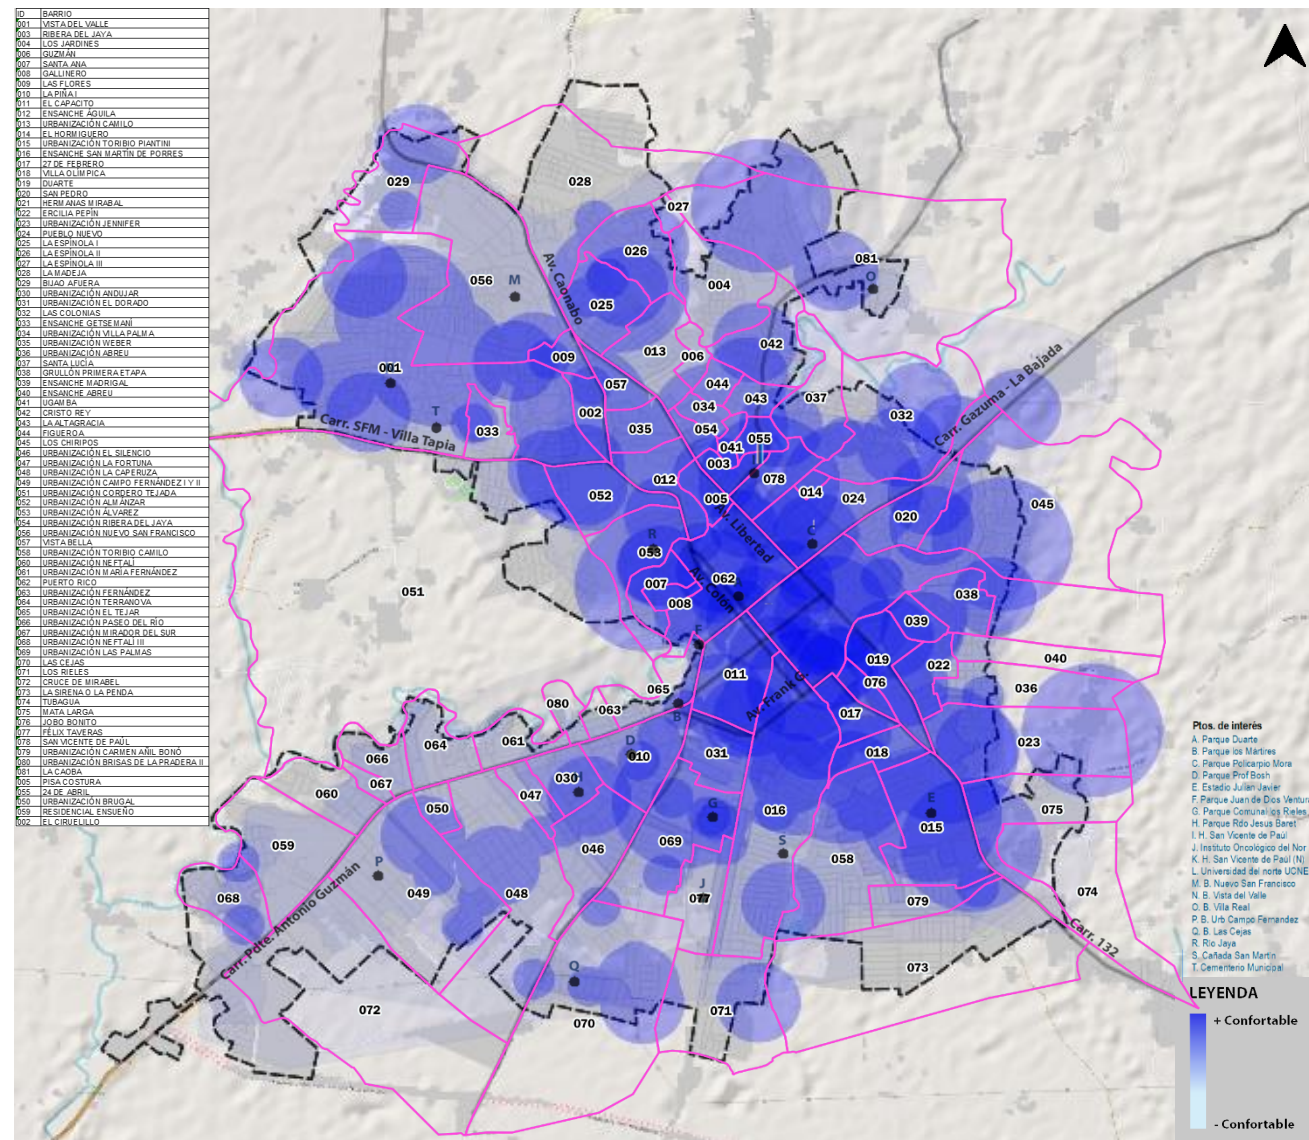 ID BARRIO
001 VISTA DEL VALLE
003 RIBERA DEL JAYA
004 LOS JARDINES
006 GUZMÁN
007 SANTA ANA
008 GALLINERO
009 LAS FLORES
010 LA PIÑA I
011 EL CAPACITO
012 ENSANCHE ÁGUILA
013 URBANIZACIÓN CAMILO
014 EL HORMIGUERO
015 URBANIZACIÓN TORIBIO PIANTINI
016 ENSANCHE SAN MARTÍN DE PORRES
017 27 DE FEBRERO
018 VILLA OLÍMPICA
019 DUARTE
020 SAN PEDRO
021 HERMANAS MIRABAL
022 ERCILIA PEPÍN
023 URBANIZACIÓN JENNIFER
024 PUEBLO NUEVO
025 LA ESPÍNOLA I
026 LA ESPÍNOLA II
027 LA ESPÍNOLA III
028 LA MADEJA
029 BIJAO AFUERA
030 URBANIZACIÓN ANDUJAR
031 URBANIZACIÓN EL DORADO
032 LAS COLONIAS
033 ENSANCHE GETSEMANÍ
034 URBANIZACIÓN VILLA PALMA
035 URBANIZACIÓN WEBER
036 URBANIZACIÓN ABREU
037 SANTA LUCÍA
038 GRULLÓN PRIMERA ETAPA
039 ENSANCHE MADRIGAL
040 ENSANCHE ABREU
041 UGAMBA
042 CRISTO REY
043 LA ALTAGRACIA
044 FIGUEROA
045 LOS CHIRIPOS
046 URBANIZACIÓN EL SILENCIO
047 URBANIZACIÓN LA FORTUNA
048 URBANIZACIÓN LA CAPERUZA
049 URBANIZACIÓN CAMPO FERNÁNDEZ I Y II
051 URBANIZACIÓN CORDERO TEJADA
052 URBANIZACIÓN ALMÁNZAR
053 URBANIZACIÓN ÁLVAREZ
054 URBANIZACIÓN RIBERA DEL JAYA
056 URBANIZACIÓN NUEVO SAN FRANCISCO
057 VISTA BELLA
058 URBANIZACIÓN TORIBIO CAMILO
060 URBANIZACIÓN NEFTALÍ
061 URBANIZACIÓN MARÍA FERNÁNDEZ
062 PUERTO RICO
063 URBANIZACIÓN FERNÁNDEZ
064 URBANIZACIÓN TERRANOVA
065 URBANIZACIÓN EL TEJAR
066 URBANIZACIÓN PASEO DEL RÍO
067 URBANIZACIÓN MIRADOR DEL SUR
068 URBANIZACIÓN NEFTALÍ III
069 URBANIZACIÓN LAS PALMAS
070 LAS CEJAS
071 LOS RIELES
072 CRUCE DE MIRABEL
073 LA SIRENA O LA PENDA
074 TUBAGUA
075 MATA LARGA
076 JOBO BONITO
077 FÉLIX TAVERAS
078 SAN VICENTE DE PAÚL
079 URBANIZACIÓN CARMEN AÑIL BONÓ
080 URBANIZACIÓN BRISAS DE LA PRADERA II
081 LA CAOBA
005 PISA COSTURA
055 24 DE ABRIL
050 URBANIZACIÓN BRUGAL
059 RESIDENCIAL ENSUEÑO
002 EL CIRUELILLO
029
028
027
026
081
O
056
M
004
025
Av. Caonabo
042
013
006
009
001
057
044
043
037
034
002
T
Carr. SFM - Villa Tapia
033
035
054
055
032
Carr. Gazuma - La Bajada
041
003
012
078
014
024
052
005
020
045
Av. Libertad
R
C
053
051
007
062
Av. Colón
008
038
039
F
019
022
040
011
065
076
036
Av. Frank G.
080
063
B
017
061
064
D
010
031
018
023
066
067
060
030
H
047
050
G
016
E
015
075
059
046
069
S
058
P
049
048
J
077
079
074
068
Carr. Pdte. Antonio Guzmán
Carr. 132
Q
073
072
070
071
Ptos. de interés
A. Parque Duarte
B. Parque los Mártires
C. Parque Policarpio Mora
D. Parque Prof Bosh
E. Estadio Julian Javier
F. Parque Juan de Dios Ventura
G. Parque Comunal los Rieles
H. Parque Rdo Jesus Baret
I. H. San Vicente de Paúl
J. Instituto Oncológico del Nor
K. H. San Vicente de Paúl (N)
L. Universidad del norte UCNE
M. B. Nuevo San Francisco
N. B. Vista del Valle
O. B. Villa Real
P. B. Urb Campo Fernandez
Q. B. Las Cejas
R. Río Jaya
S. Cañada San Martín
T. Cementerio Municipal
LEYENDA
+ Confortable
- Confortable